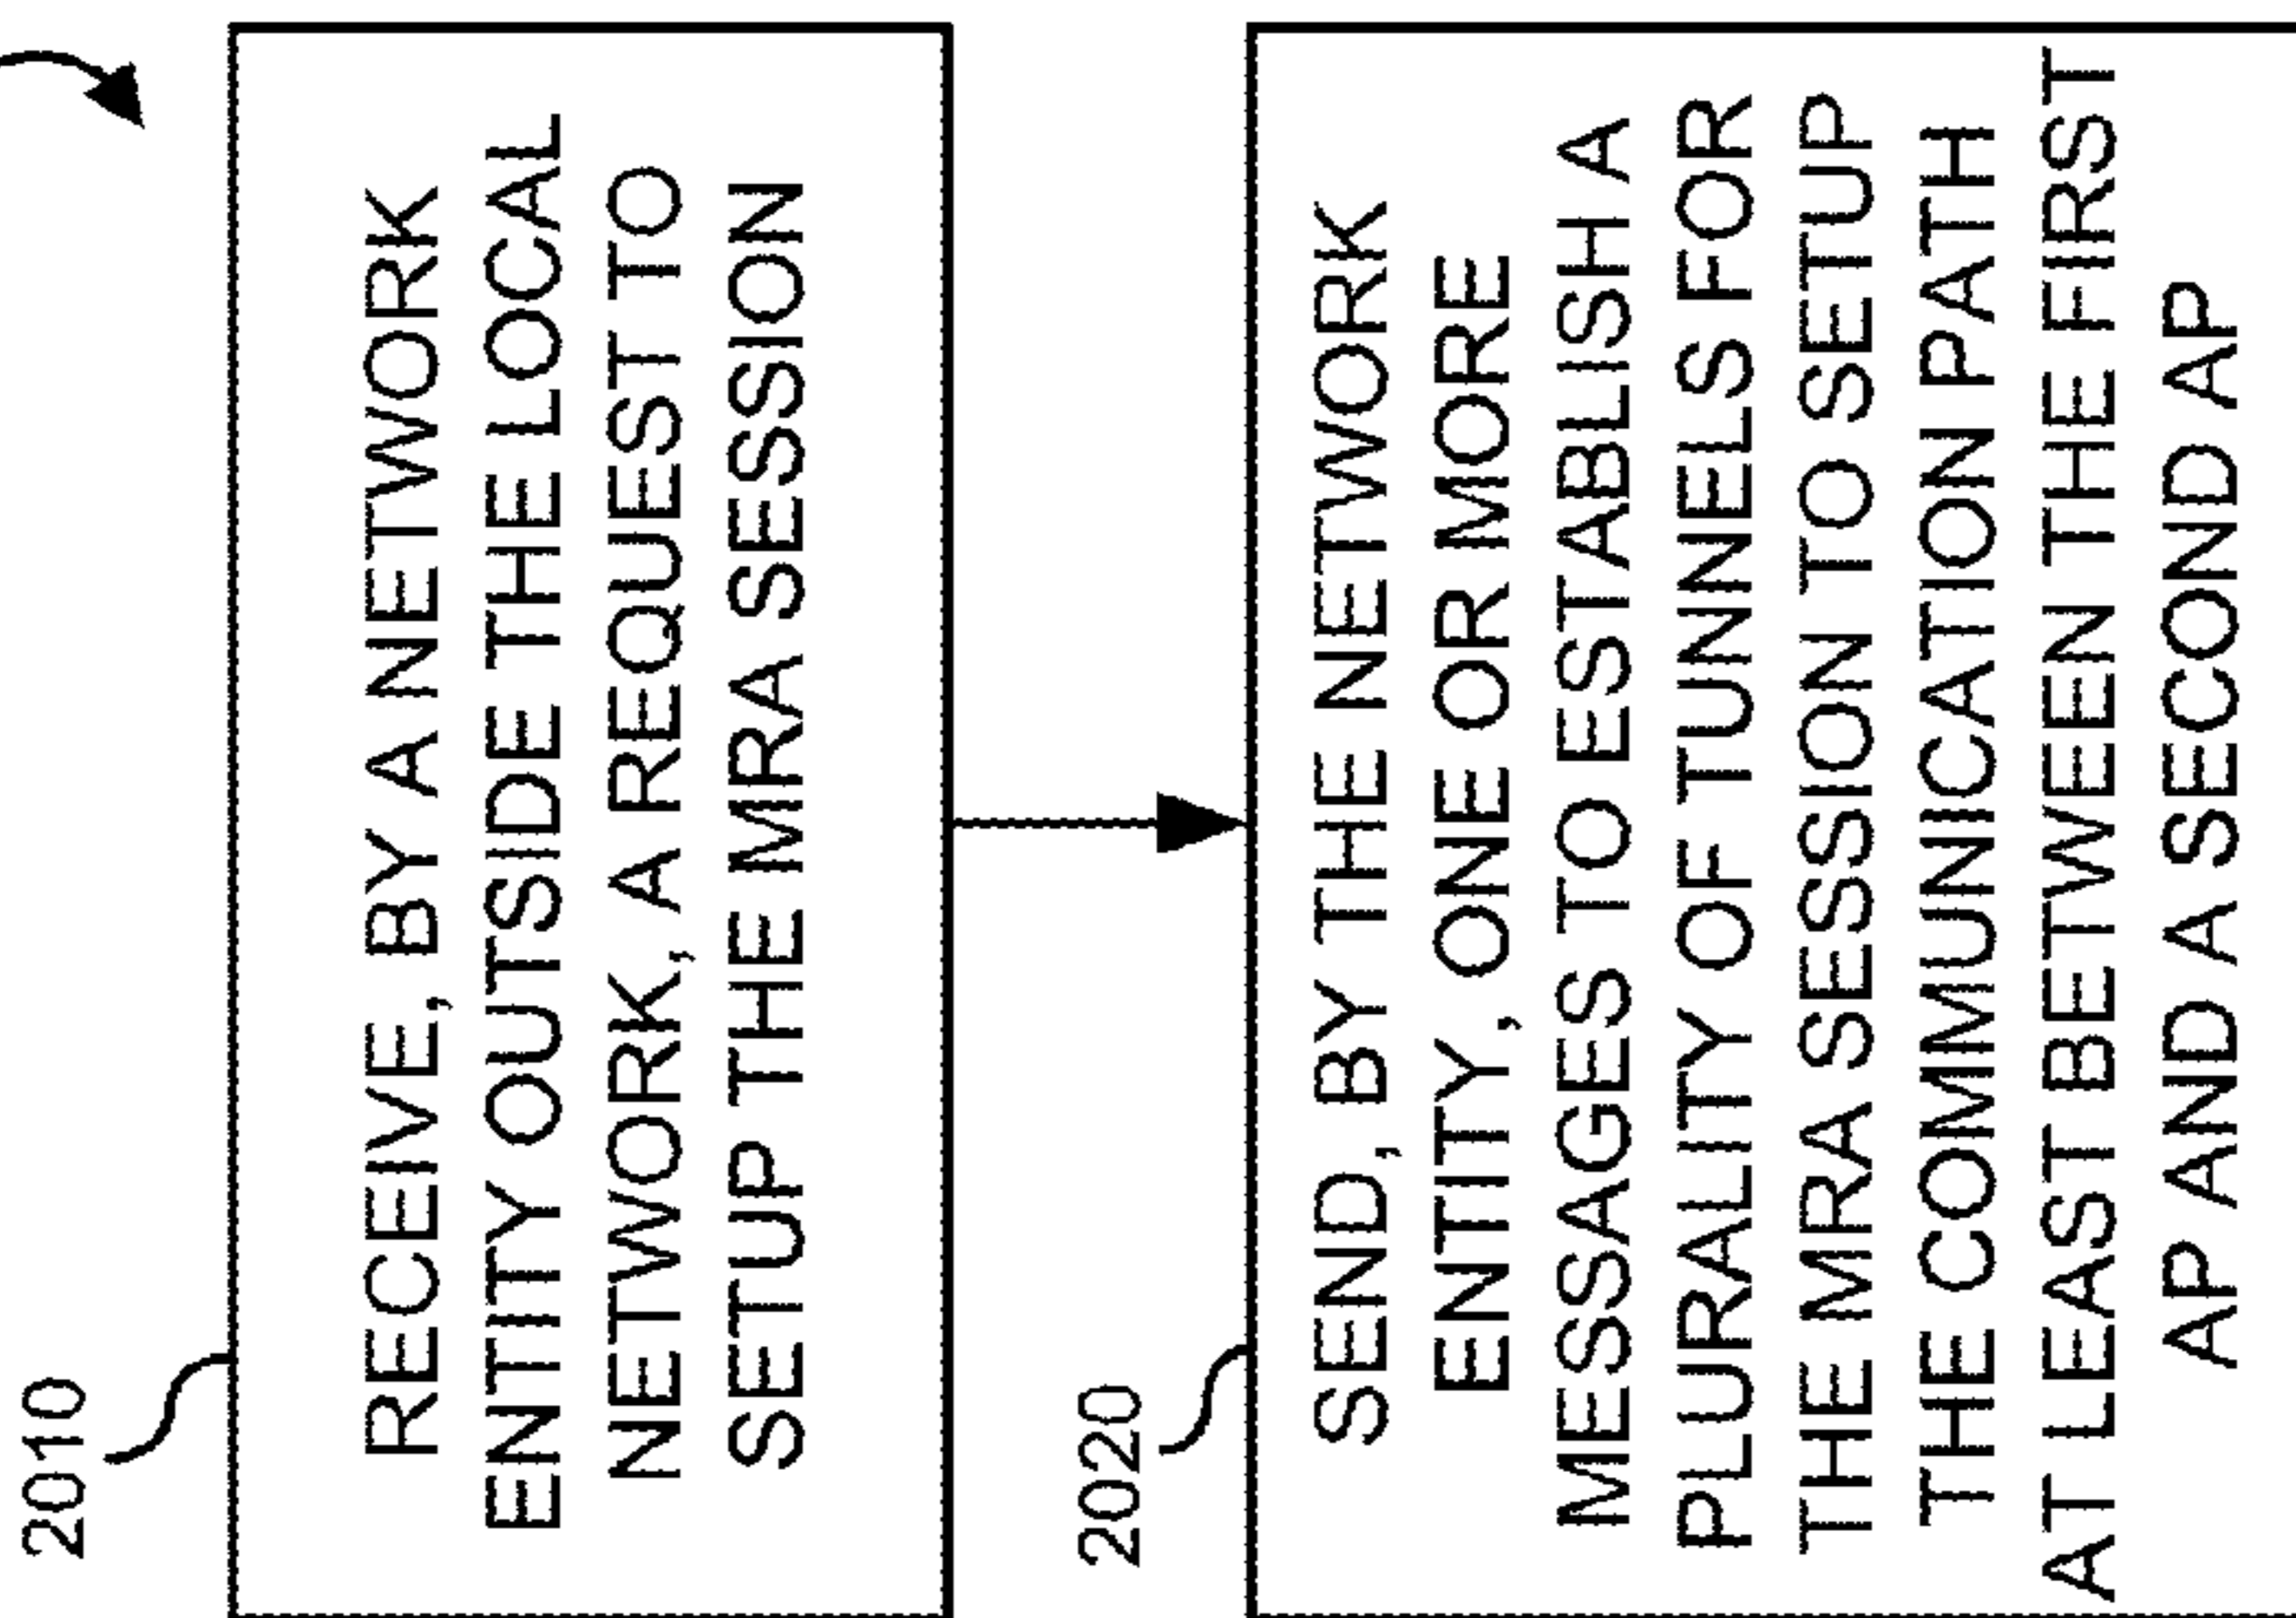 2010
RECEIVE, BY A NETWORK
ENTITY OUTSIDE THE LOCAL
NETWORK, A REQUEST TO
SETUP THE MRA SESSION
2020
SEND, BY THE NETWORK
ENTITY, ONE OR MORE
MESSAGES TO ESTABLISH A
PLURALITY OF TUNNELS FOR
THE MRA SESSION TO SETUP
THE COMMUNICATION PATH
AT LEAST BETWEEN THE FIRST
AP AND A SECOND AP